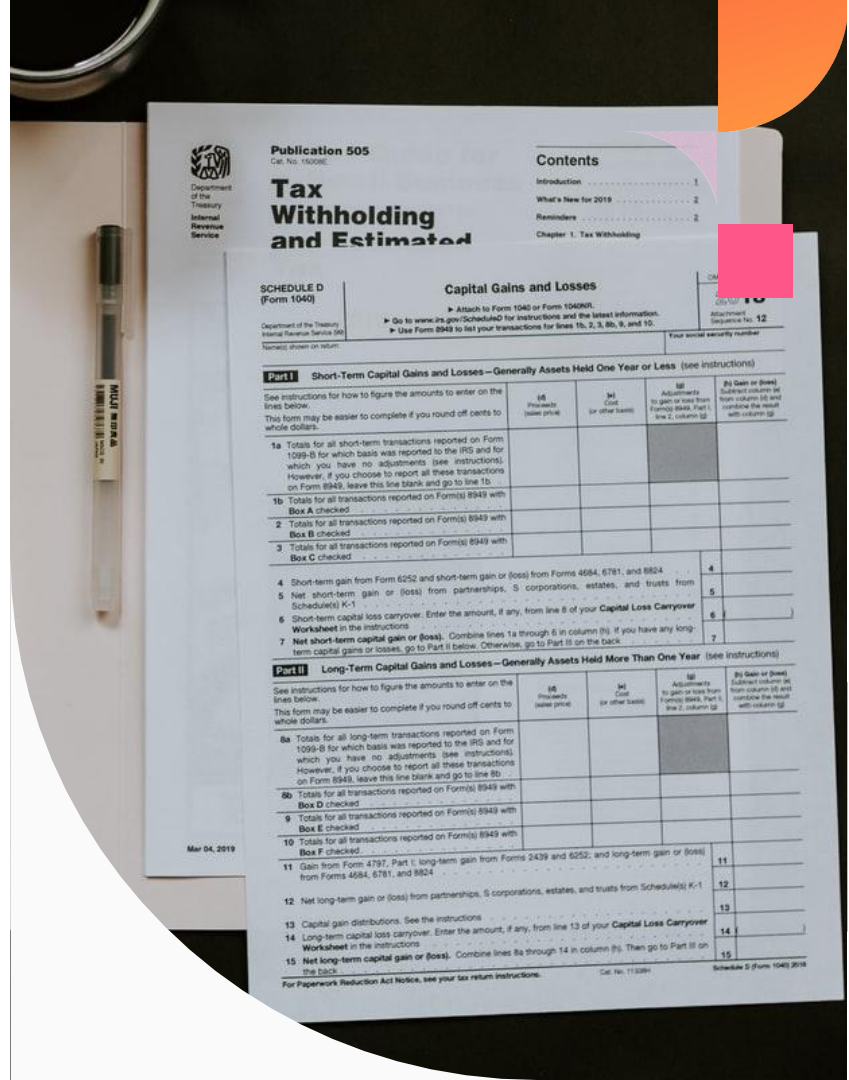 Publication 505
Cat. No. 15008E
Tax
Withholding
and Estimated
Department
of the
Treasury
Internal
Revenue
Service
Contents
Introduction . . . . . . . . . . . . . . . . . . 1
What's New for 2019 . . . . . . . . . . . . 2
Reminders . . . . . . . . . . . . . . . . . . 2
Chapter 1. Tax Withholding
SCHEDULE D
(Form 1040)
Department of the Treasury
Internal Revenue Service (99)
Capital Gains and Losses
► Attach to Form 1040 or Form 1040NR.
► Go to www.irs.gov/ScheduleD for instructions and the latest information.
► Use Form 8949 to list your transactions for lines 1b, 2, 3, 8b, 9, and 10.
Attachment
Sequence No. 12
Name(s) shown on return
Your social security number
Part I Short-Term Capital Gains and Losses—Generally Assets Held One Year or Less (see instructions)
See instructions for how to figure the amounts to enter on the
lines below.
This form may be easier to complete if you round off cents to
whole dollars.
(d)
Proceeds
(sales price)
(e)
Cost
(or other basis)
(g)
Adjustments
to gain or loss from
Form(s) 8949, Part I,
line 2, column (g)
(h) Gain or (loss)
Subtract column (e)
from column (d) and
combine the result
with column (g)
1a Totals for all short-term transactions reported on Form
1099-B for which basis was reported to the IRS and for
which you have no adjustments (see instructions).
However, if you choose to report all these transactions
on Form 8949, leave this line blank and go to line 1b .
1b Totals for all transactions reported on Form(s) 8949 with
Box A checked . . . . . . . . . . . . .
2 Totals for all transactions reported on Form(s) 8949 with
Box B checked . . . . . . . . . . . . .
3 Totals for all transactions reported on Form(s) 8949 with
Box C checked . . . . . . . . . . . . .
4 Short-term gain from Form 6252 and short-term gain or (loss) from Forms 4684, 6781, and 8824 . . 4
5 Net short-term gain or (loss) from partnerships, S corporations, estates, and trusts from
Schedule(s) K-1 . . . . . . . . . . . . . . . . . . . . . . . . . 5
6 Short-term capital loss carryover. Enter the amount, if any, from line 8 of your Capital Loss Carryover
Worksheet in the instructions . . . . . . . . . . . . . . . . . . . . 6 ( )
7 Net short-term capital gain or (loss). Combine lines 1a through 6 in column (h). If you have any long-
term capital gains or losses, go to Part II below. Otherwise, go to Part III on the back . . . . . 7
Part II Long-Term Capital Gains and Losses—Generally Assets Held More Than One Year (see instructions)
See instructions for how to figure the amounts to enter on the
lines below.
This form may be easier to complete if you round off cents to
whole dollars.
(d)
Proceeds
(sales price)
(e)
Cost
(or other basis)
(g)
Adjustments
to gain or loss from
Form(s) 8949, Part II,
line 2, column (g)
(h) Gain or (loss)
Subtract column (e)
from column (d) and
combine the result
with column (g)
8a Totals for all long-term transactions reported on Form
1099-B for which basis was reported to the IRS and for
which you have no adjustments (see instructions).
However, if you choose to report all these transactions
on Form 8949, leave this line blank and go to line 8b .
8b Totals for all transactions reported on Form(s) 8949 with
Box D checked . . . . . . . . . . . . .
9 Totals for all transactions reported on Form(s) 8949 with
Box E checked . . . . . . . . . . . . .
10 Totals for all transactions reported on Form(s) 8949 with
Box F checked . . . . . . . . . . . . .
11 Gain from Form 4797, Part I; long-term gain from Forms 2439 and 6252; and long-term gain or (loss)
from Forms 4684, 6781, and 8824 . . . . . . . . . . . . . . . . . . 11
12 Net long-term gain or (loss) from partnerships, S corporations, estates, and trusts from Schedule(s) K-1 12
13 Capital gain distributions. See the instructions . . . . . . . . . . . . . . 13
14 Long-term capital loss carryover. Enter the amount, if any, from line 13 of your Capital Loss Carryover
Worksheet in the instructions . . . . . . . . . . . . . . . . . . . . 14 ( )
15 Net long-term capital gain or (loss). Combine lines 8a through 14 in column (h). Then go to Part III on
the back . . . . . . . . . . . . . . . . . . . . . . . . . . . 15
For Paperwork Reduction Act Notice, see your tax return instructions.
Cat. No. 11338H
Schedule D (Form 1040) 2018
Mar 04, 2019
MUJI 無印良品